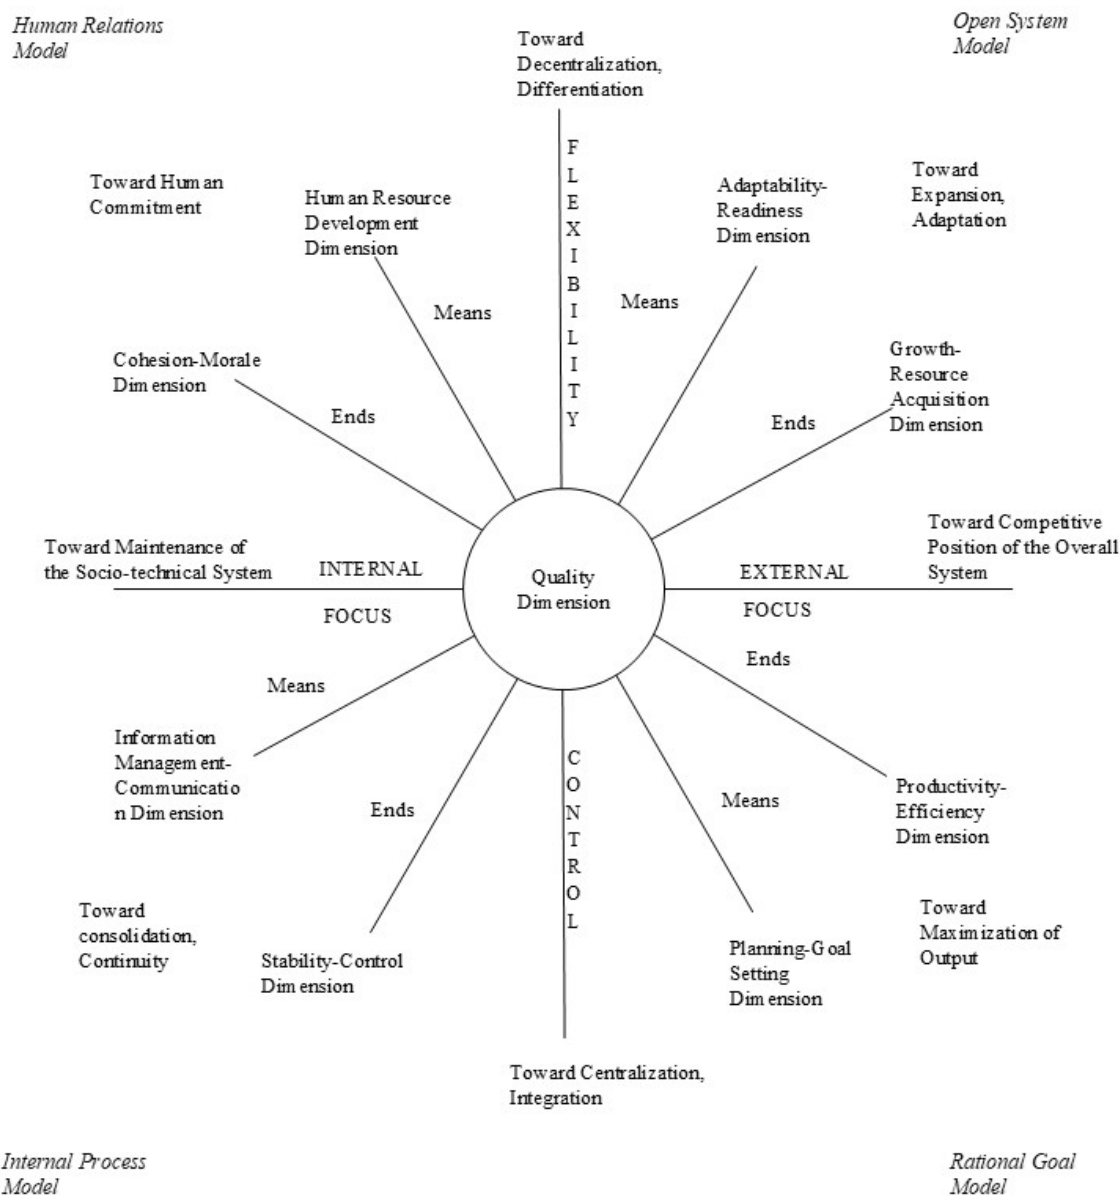 Human Relations
Model
Open System
Model
Toward
Decentralization,
Differentiation
FLEXIBILITY
Toward Human
Commitment
Human Resource
Development
Dimension
Adaptability-
Readiness
Dimension
Toward
Expansion,
Adaptation
Means
Means
Cohesion-Morale
Dimension
Ends
Ends
Growth-
Resource
Acquisition
Dimension
Toward Maintenance of
the Socio-technical System
INTERNAL
FOCUS
Quality
Dimension
EXTERNAL
FOCUS
Toward Competitive
Position of the Overall
System
Means
Ends
Information
Management-
Communicatio
n Dimension
Ends
CONTROL
Means
Productivity-
Efficiency
Dimension
Toward
consolidation,
Continuity
Stability-Control
Dimension
Planning-Goal
Setting
Dimension
Toward
Maximization of
Output
Toward Centralization,
Integration
Internal Process
Model
Rational Goal
Model